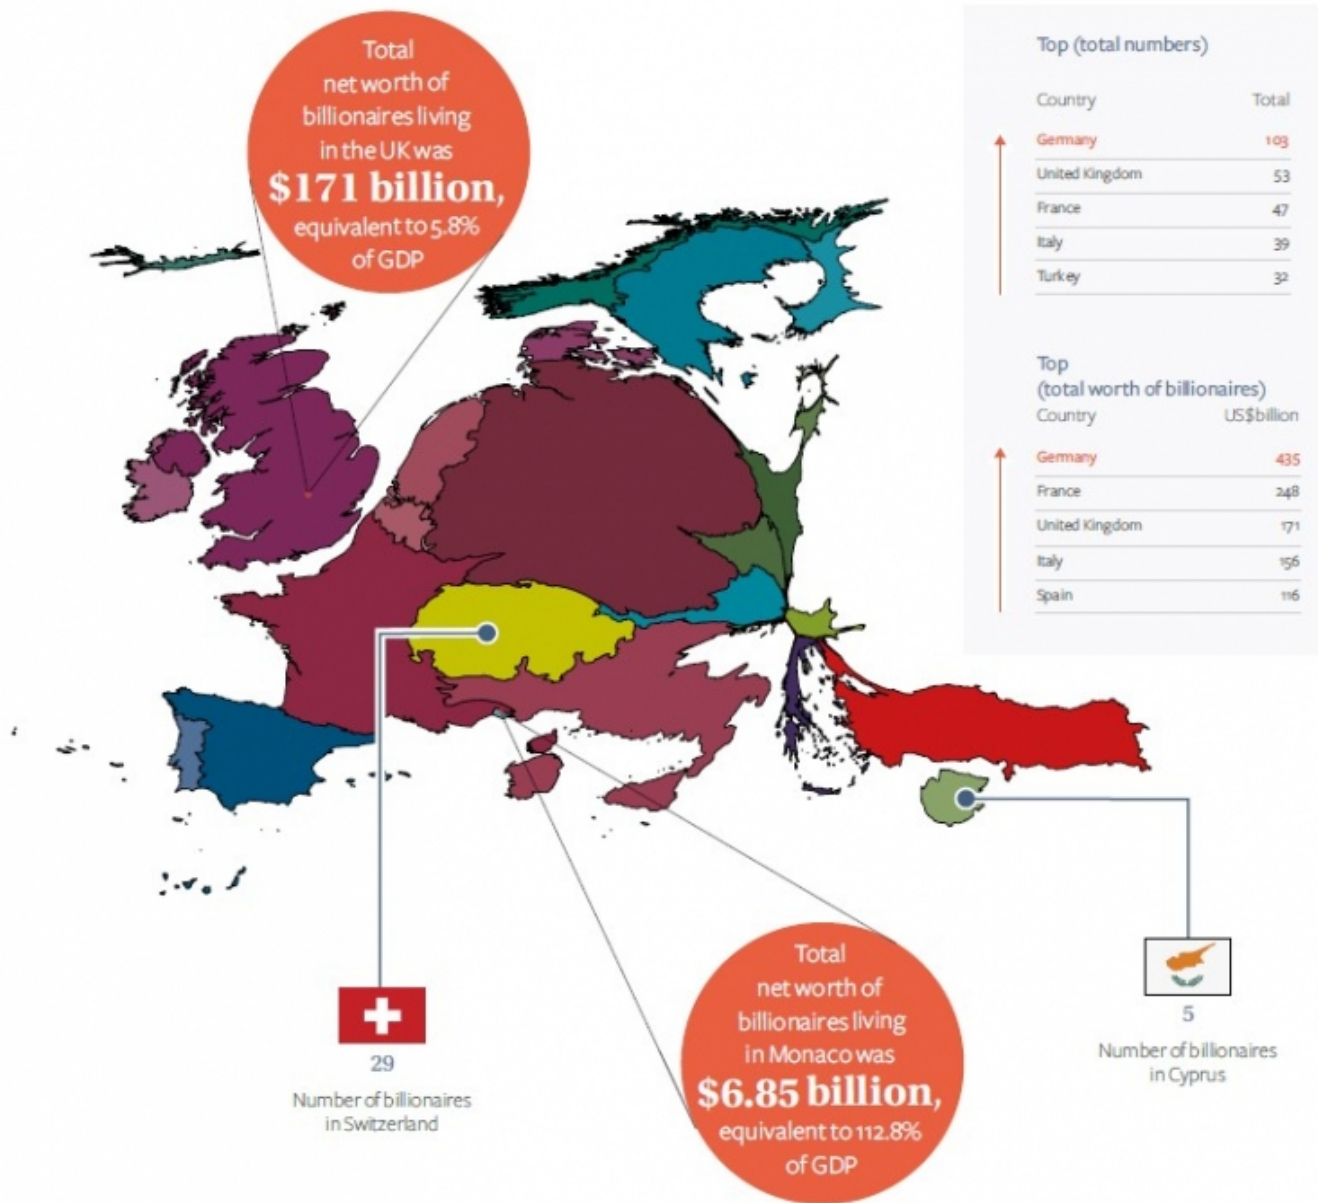 Total
net worth of
billionaires living
in the UK was
$171 billion,
equivalent to 5.8%
of GDP
Top (total numbers)
Country Total
Germany 103
United Kingdom 53
France 47
Italy 39
Turkey 32
Top
(total worth of billionaires)
Country US$billion
Germany 435
France 248
United Kingdom 171
Italy 156
Spain 116
29
Number of billionaires
in Switzerland
Total
net worth of
billionaires living
in Monaco was
$6.85 billion,
equivalent to 112.8%
of GDP
5
Number of billionaires
in Cyprus